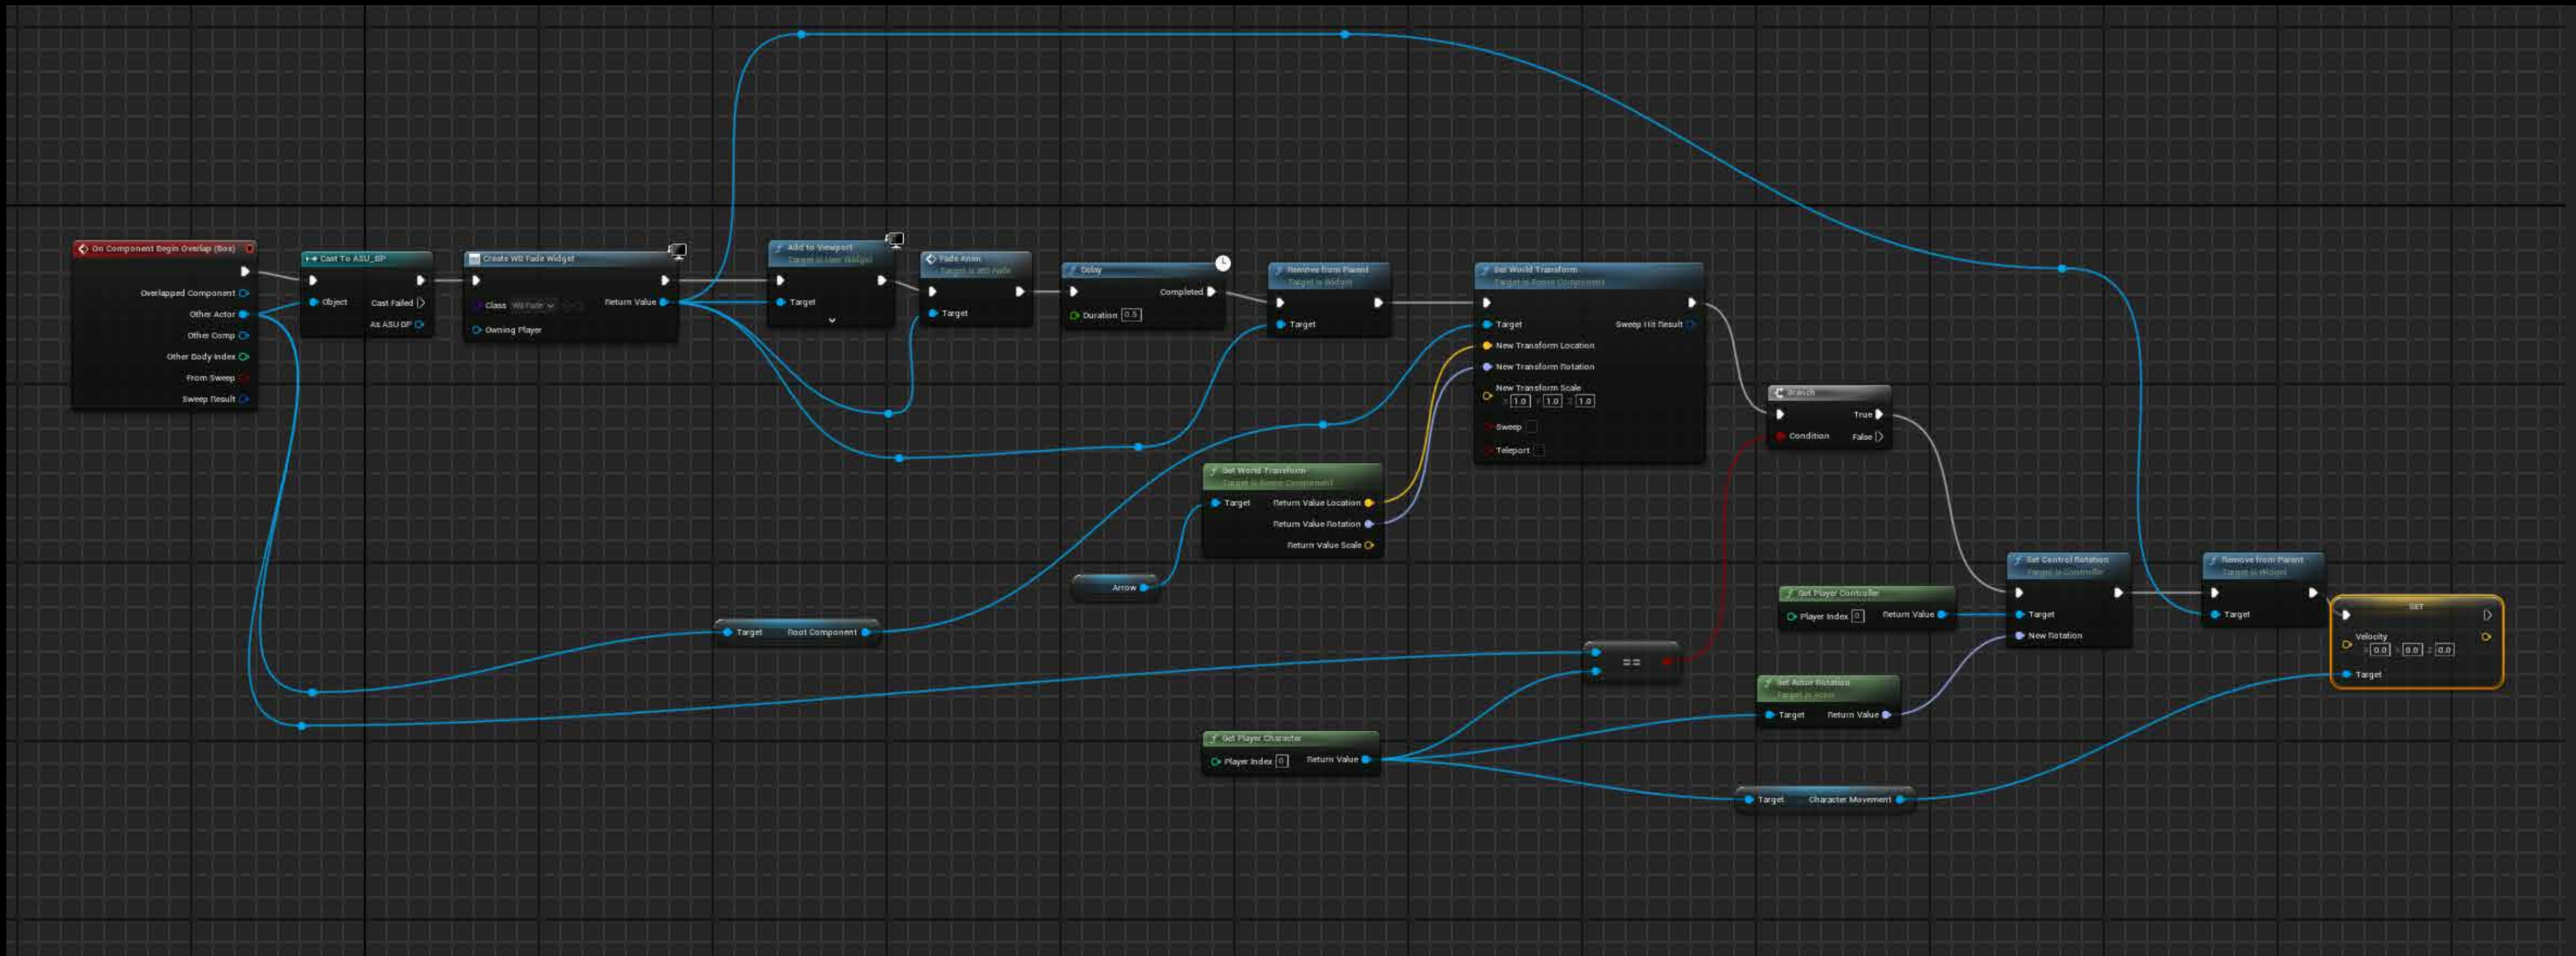 On Component Begin Overlap (Box)
Overlapped Component
Other Actor
Other Comp
Other Body Index
From Sweep
Sweep Result
Cast To ASU_BP
Object
Cast Failed
As ASU BP
Create WB Fade Widget
Class WB Fade
Return Value
Owning Player
Add to Viewport
Target is User Widget
Target
Fade Anim
Target is WB Fade
Target
Delay
Completed
Duration 0.5
Remove from Parent
Target is Widget
Target
Set World Transform
Target is Scene Component
Target
Sweep Hit Result
New Transform Location
New Transform Rotation
New Transform Scale
X 1.0 Y 1.0 Z 1.0
Sweep
Teleport
Branch
True
Condition
False
Get World Transform
Target is Scene Component
Target
Return Value Location
Return Value Rotation
Return Value Scale
Arrow
Target Root Component
==
Get Player Character
Player Index 0 Return Value
Get Player Controller
Player Index 0 Return Value
Get Actor Rotation
Target is Actor
Target Return Value
Target Character Movement
Set Control Rotation
Target is Controller
Target
New Rotation
Remove from Parent
Target is Widget
Target
SET
Velocity
X 0.0 Y 0.0 Z 0.0
Target